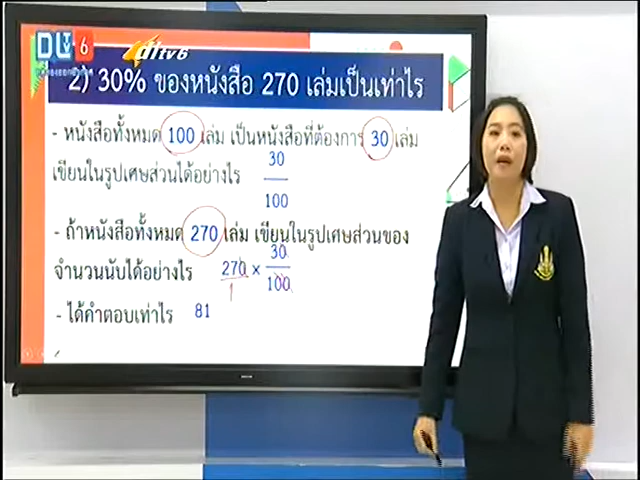 DLTV 6
dltv6
2) 30% ของหนังสือ 270 เล่มเป็นเท่าไร
- หนังสือทั้งหมด 100 เล่ม เป็นหนังสือที่ต้องการ 30 เล่ม
เขียนในรูปเศษส่วนได้อย่างไร 30
100
- ถ้าหนังสือทั้งหมด 270 เล่ม เขียนในรูปเศษส่วนของ
จำนวนนับได้อย่างไร 270 × 30
1 100
- ได้คำตอบเท่าไร 81